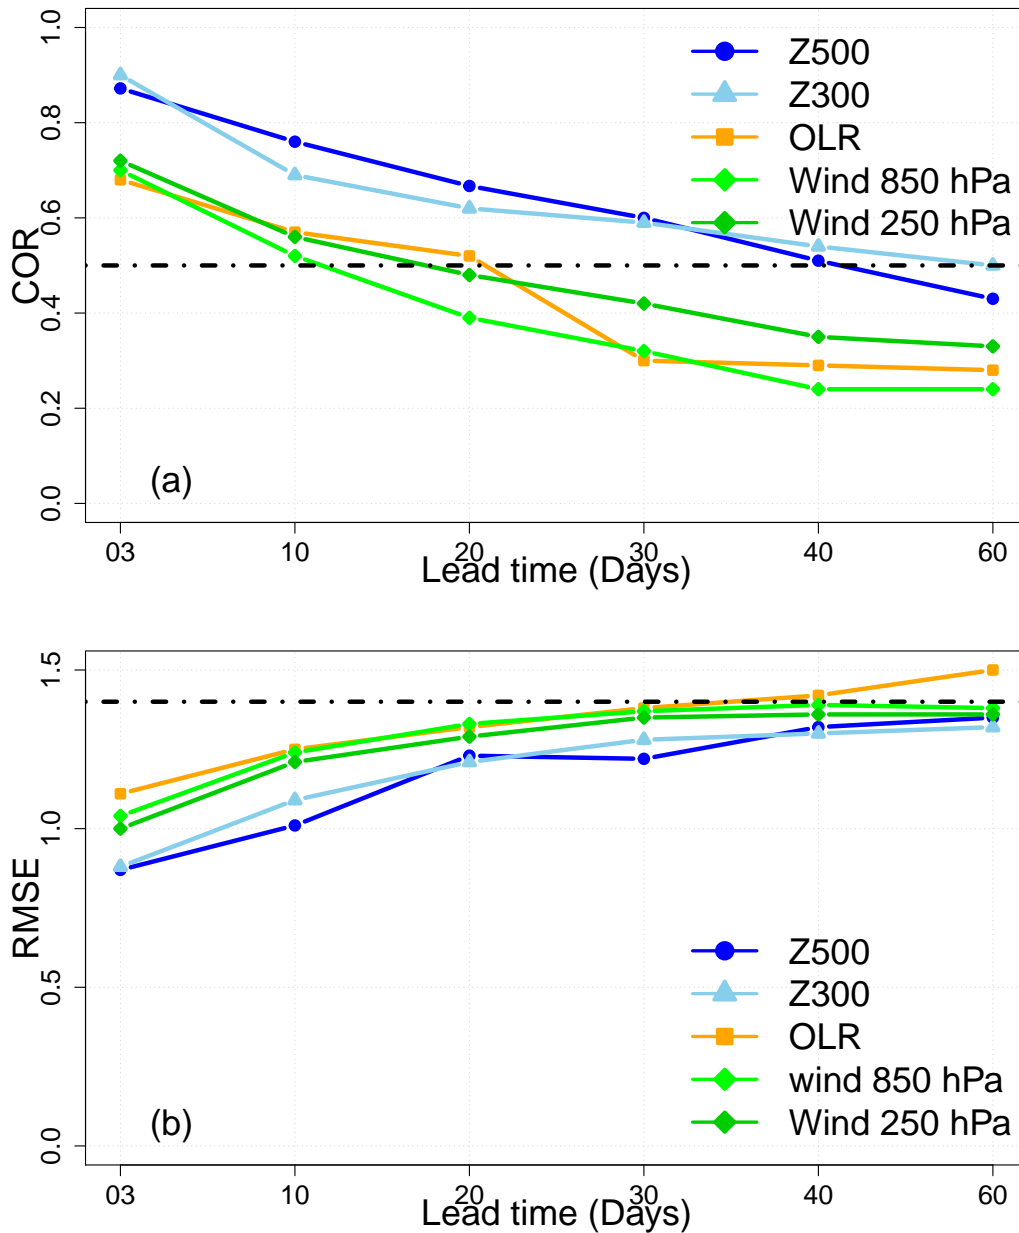 1.0
0.8
0.6
0.4
0.2
0.0
COR
Z500
Z300
OLR
Wind 850 hPa
Wind 250 hPa
(a)
03 10 20 30 40 60
Lead time (Days)
1.5
1.0
0.5
0.0
RMSE
Z500
Z300
OLR
wind 850 hPa
Wind 250 hPa
(b)
03 10 20 30 40 60
Lead time (Days)